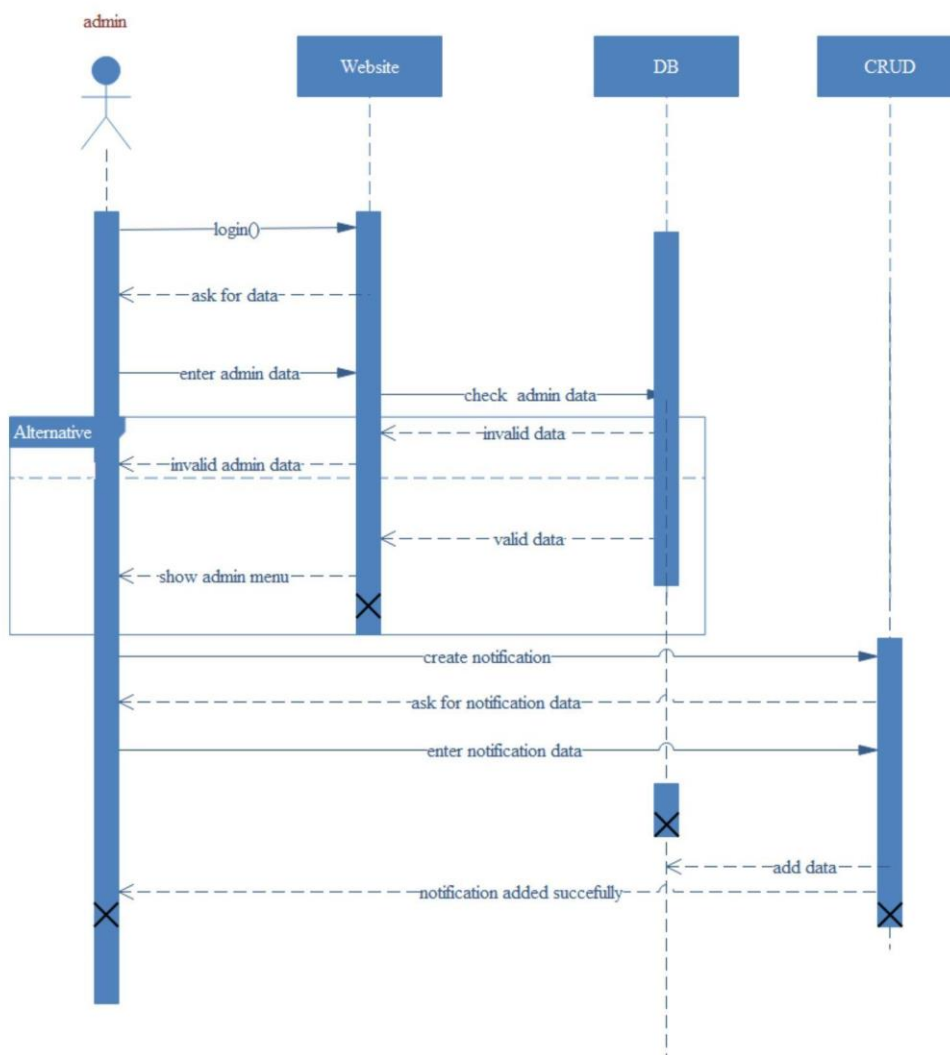 admin
Website
DB
CRUD
login()
ask for data
enter admin data
check admin data
Alternative
invalid data
invalid admin data
valid data
show admin menu
create notification
ask for notification data
enter notification data
add data
notification added succefully